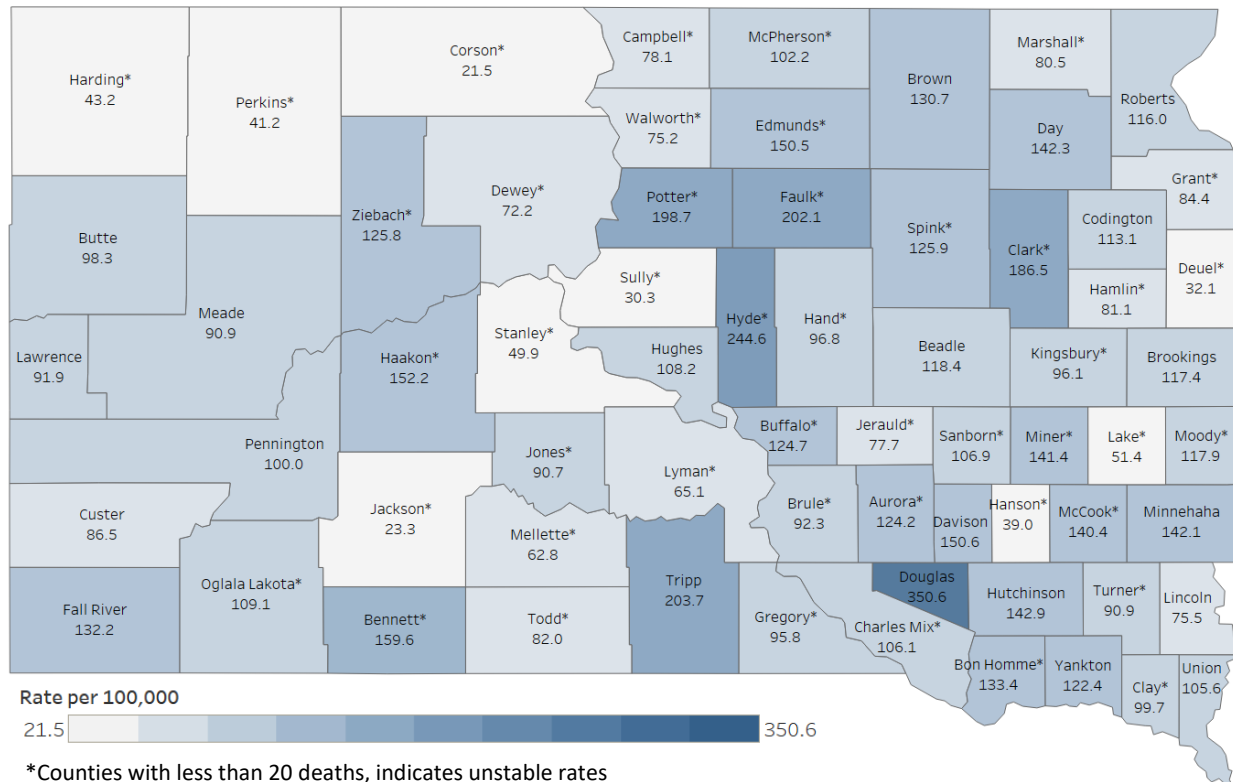 Harding*
43.2
Perkins*
41.2
Corson*
21.5
Campbell*
78.1
McPherson*
102.2
Brown
130.7
Marshall*
80.5
Roberts
116.0
Walworth*
75.2
Edmunds*
150.5
Day
142.3
Butte
98.3
Ziebach*
125.8
Dewey*
72.2
Potter*
198.7
Faulk*
202.1
Spink*
125.9
Clark*
186.5
Codington
113.1
Grant*
84.4
Meade
90.9
Sully*
30.3
Hamlin*
81.1
Deuel*
32.1
Lawrence
91.9
Haakon*
152.2
Stanley*
49.9
Hughes
108.2
Hyde*
244.6
Hand*
96.8
Beadle
118.4
Kingsbury*
96.1
Brookings
117.4
Pennington
100.0
Jones*
90.7
Lyman*
65.1
Buffalo*
124.7
Jerauld*
77.7
Sanborn*
106.9
Miner*
141.4
Lake*
51.4
Moody*
117.9
Custer
86.5
Jackson*
23.3
Mellette*
62.8
Brule*
92.3
Aurora*
124.2
Davison
150.6
Hanson*
39.0
McCook*
140.4
Minnehaha
142.1
Fall River
132.2
Oglala Lakota*
109.1
Bennett*
159.6
Todd*
82.0
Tripp
203.7
Gregory*
95.8
Charles Mix*
106.1
Douglas
350.6
Hutchinson
142.9
Turner*
90.9
Lincoln
75.5
Bon Homme*
133.4
Yankton
122.4
Clay*
99.7
Union
105.6
Rate per 100,000
21.5 350.6
*Counties with less than 20 deaths, indicates unstable rates